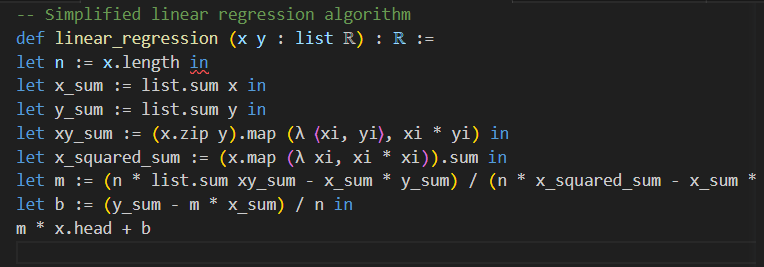 -- Simplified linear regression algorithm
def linear_regression (x y : list ℝ) : ℝ :=
let n := x.length in
let x_sum := list.sum x in
let y_sum := list.sum y in
let xy_sum := (x.zip y).map (λ ⟨xi, yi⟩, xi * yi) in
let x_squared_sum := (x.map (λ xi, xi * xi)).sum in
let m := (n * list.sum xy_sum - x_sum * y_sum) / (n * x_squared_sum - x_sum *
let b := (y_sum - m * x_sum) / n in
m * x.head + b